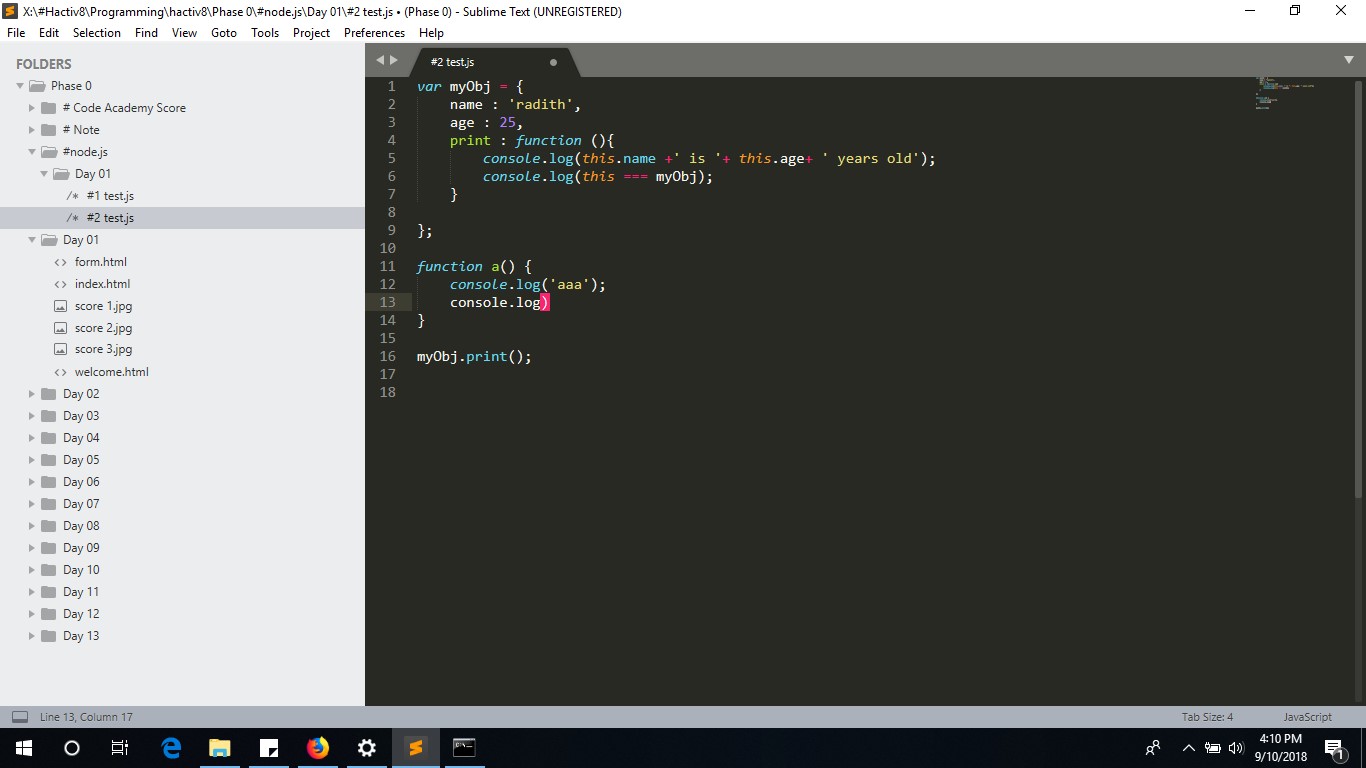 X:\#Hactiv8\Programming\hactiv8\Phase 0\#node.js\Day 01\#2 test.js • (Phase 0) - Sublime Text (UNREGISTERED)
File Edit Selection Find View Goto Tools Project Preferences Help
FOLDERS
Phase 0
# Code Academy Score
# Note
#node.js
Day 01
/* #1 test.js
/* #2 test.js
Day 01
<> form.html
<> index.html
score 1.jpg
score 2.jpg
score 3.jpg
<> welcome.html
Day 02
Day 03
Day 04
Day 05
Day 06
Day 07
Day 08
Day 09
Day 10
Day 11
Day 12
Day 13
#2 test.js
1 var myObj = {
2 name : 'radith',
3 age : 25,
4 print : function (){
5 console.log(this.name +' is '+ this.age+ ' years old');
6 console.log(this === myObj);
7 }
8
9 };
10
11 function a() {
12 console.log('aaa');
13 console.log)
14 }
15
16 myObj.print();
17
18
Line 13, Column 17
Tab Size: 4 JavaScript
4:10 PM
9/10/2018
1